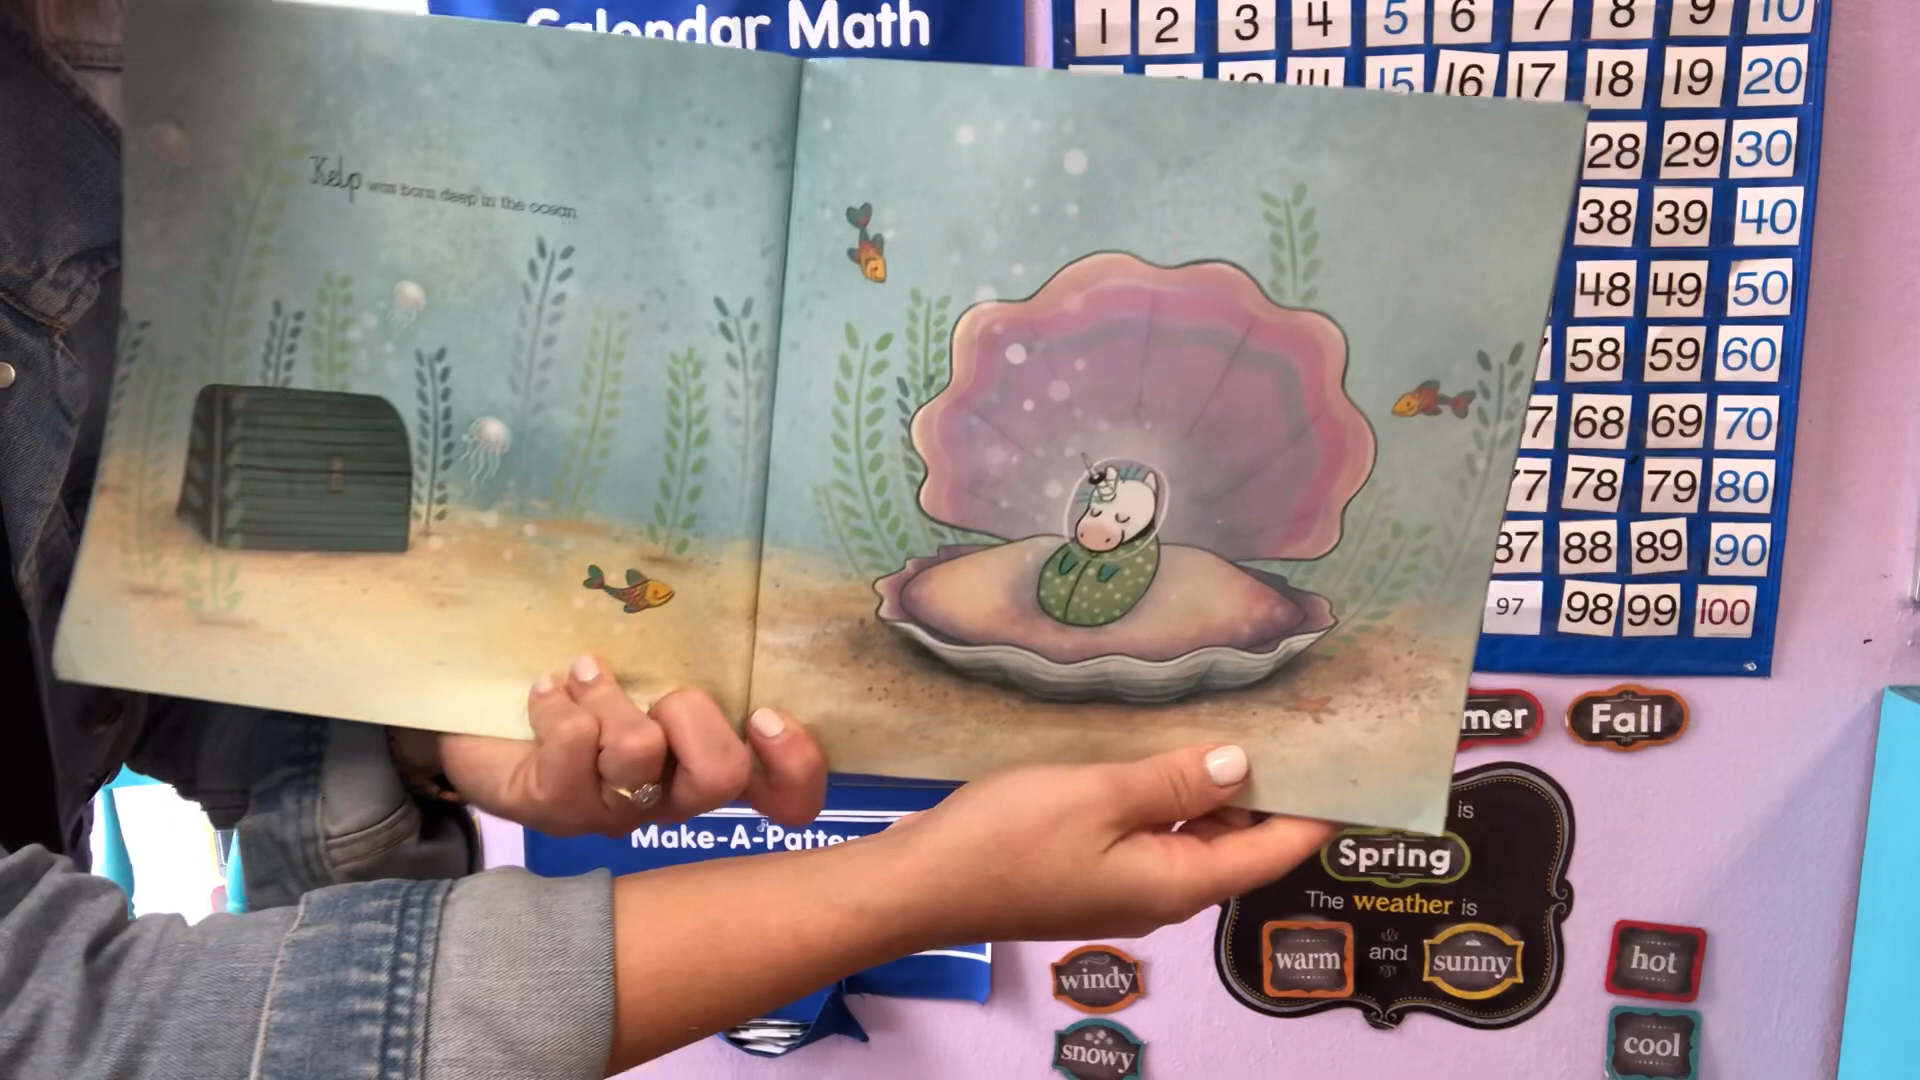 Calendar Math
1 2 3 4 5 6 7 8 9 10
15 16 17 18 19 20
28 29 30
38 39 40
48 49 50
58 59 60
68 69 70
77 78 79 80
87 88 89 90
97 98 99 100
Kelp was born deep in the ocean.
mer
Fall
is
Spring
The weather is
warm and sunny
Make-A-Patter
windy
hot
snowy
cool